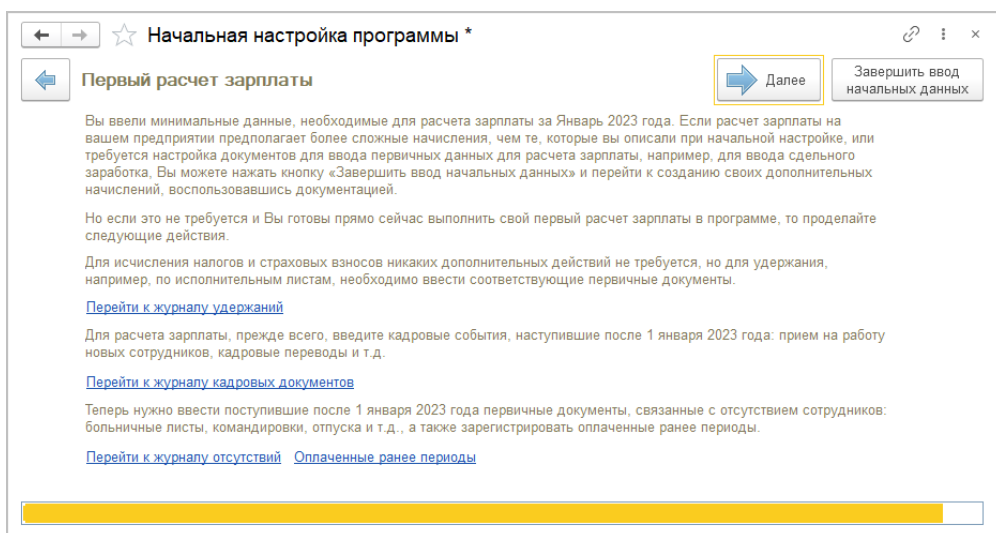 Начальная настройка программы *
Первый расчет зарплаты
Далее
Завершить ввод
начальных данных
Вы ввели минимальные данные, необходимые для расчета зарплаты за Январь 2023 года. Если расчет зарплаты на
вашем предприятии предполагает более сложные начисления, чем те, которые вы описали при начальной настройке, или
требуется настройка документов для ввода первичных данных для расчета зарплаты, например, для ввода сдельного
заработка, Вы можете нажать кнопку «Завершить ввод начальных данных» и перейти к созданию своих дополнительных
начислений, воспользовавшись документацией.
Но если это не требуется и Вы готовы прямо сейчас выполнить свой первый расчет зарплаты в программе, то проделайте
следующие действия.
Для исчисления налогов и страховых взносов никаких дополнительных действий не требуется, но для удержания,
например, по исполнительным листам, необходимо ввести соответствующие первичные документы.
Перейти к журналу удержаний
Для расчета зарплаты, прежде всего, введите кадровые события, наступившие после 1 января 2023 года: прием на работу
новых сотрудников, кадровые переводы и т.д.
Перейти к журналу кадровых документов
Теперь нужно ввести поступившие после 1 января 2023 года первичные документы, связанные с отсутствием сотрудников:
больничные листы, командировки, отпуска и т.д., а также зарегистрировать оплаченные ранее периоды.
Перейти к журналу отсутствий Оплаченные ранее периоды